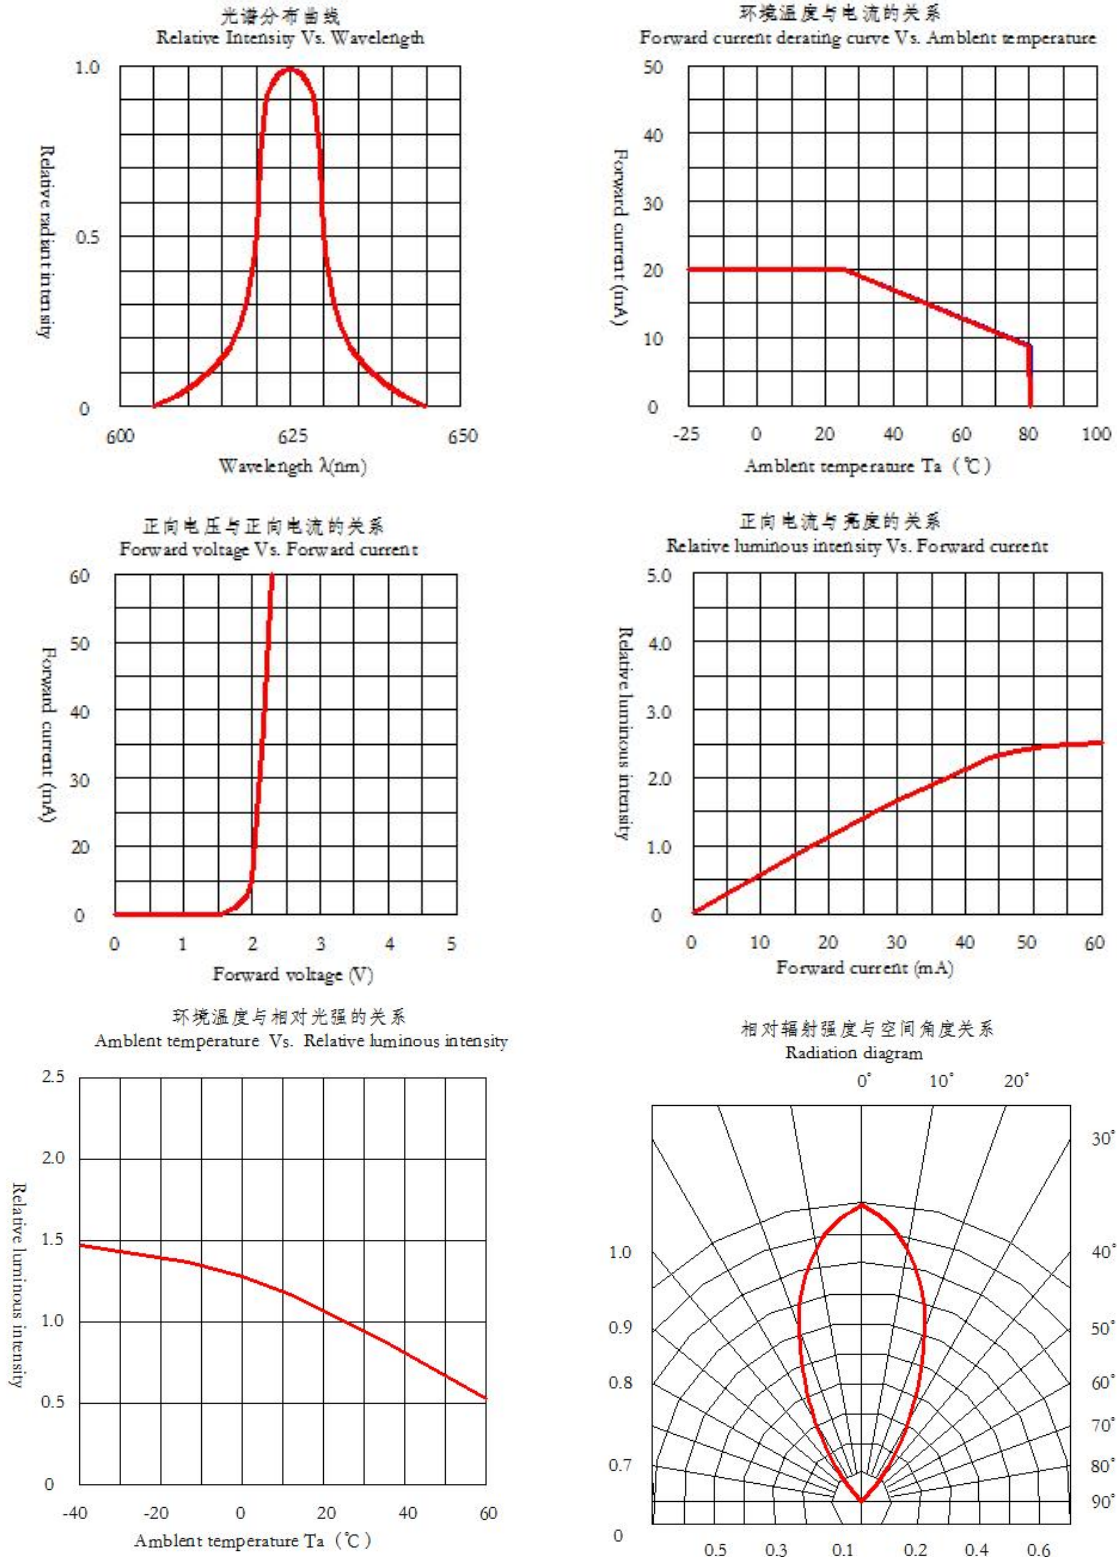 光谱分布曲线
Relative Intensity Vs. Wavelength
1.0
0.5
0
Relative radiant intensity
600 625 650
Wavelength λ(nm)
环境温度与电流的关系
Forward current derating curve Vs. Amblent temperature
50
40
30
20
10
0
Forward current (mA)
-25 0 20 40 60 80 100
Amblent temperature Ta（℃）
正向电压与正向电流的关系
Forward voltage Vs. Forward current
60
50
40
30
20
0
Forward current (mA)
0 1 2 3 4 5
Forward voltage (V)
正向电流与亮度的关系
Relative luminous intensity Vs. Forward current
5.0
4.0
3.0
2.0
1.0
0
Relative luminous intensity
0 10 20 30 40 50 60
Forward current (mA)
环境温度与相对光强的关系
Amblent temperature Vs. Relative luminous intensity
2.5
2.0
1.5
1.0
0.5
0
Relative luminous intensity
-40 -20 0 20 40 60
Amblent temperature Ta（℃）
相对辐射强度与空间角度关系
Radiation diagram
0° 10° 20°
30°
1.0 40°
0.9 50°
0.8 60°
70°
0.7 80°
90°
0
0.5 0.3 0.1 0.2 0.4 0.6